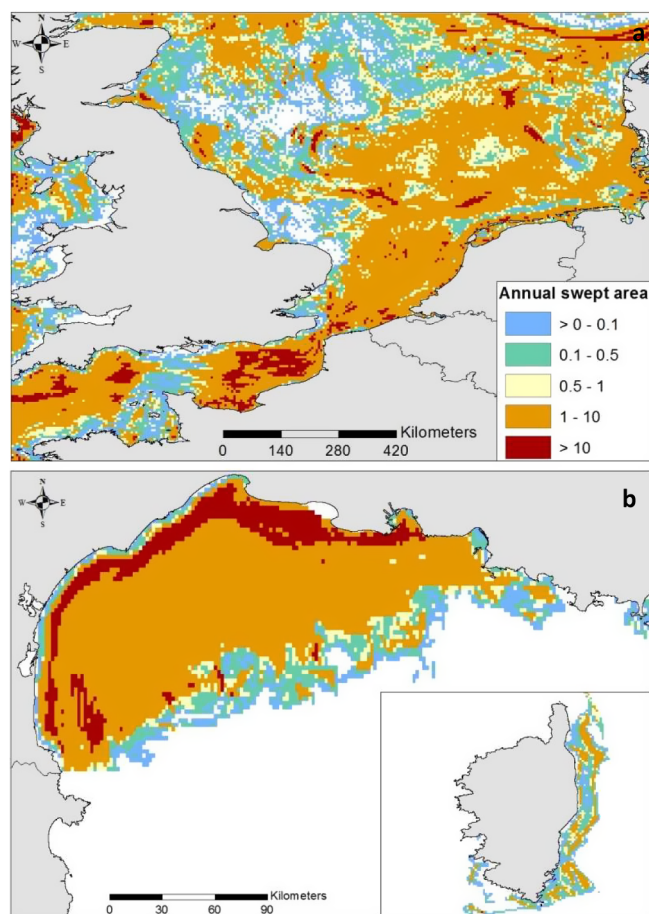 a
N
W E
S
Annual swept area
> 0 - 0.1
0.1 - 0.5
0.5 - 1
1 - 10
> 10
Kilometers
0 140 280 420
b
N
W E
S
Kilometers
0 30 60 90